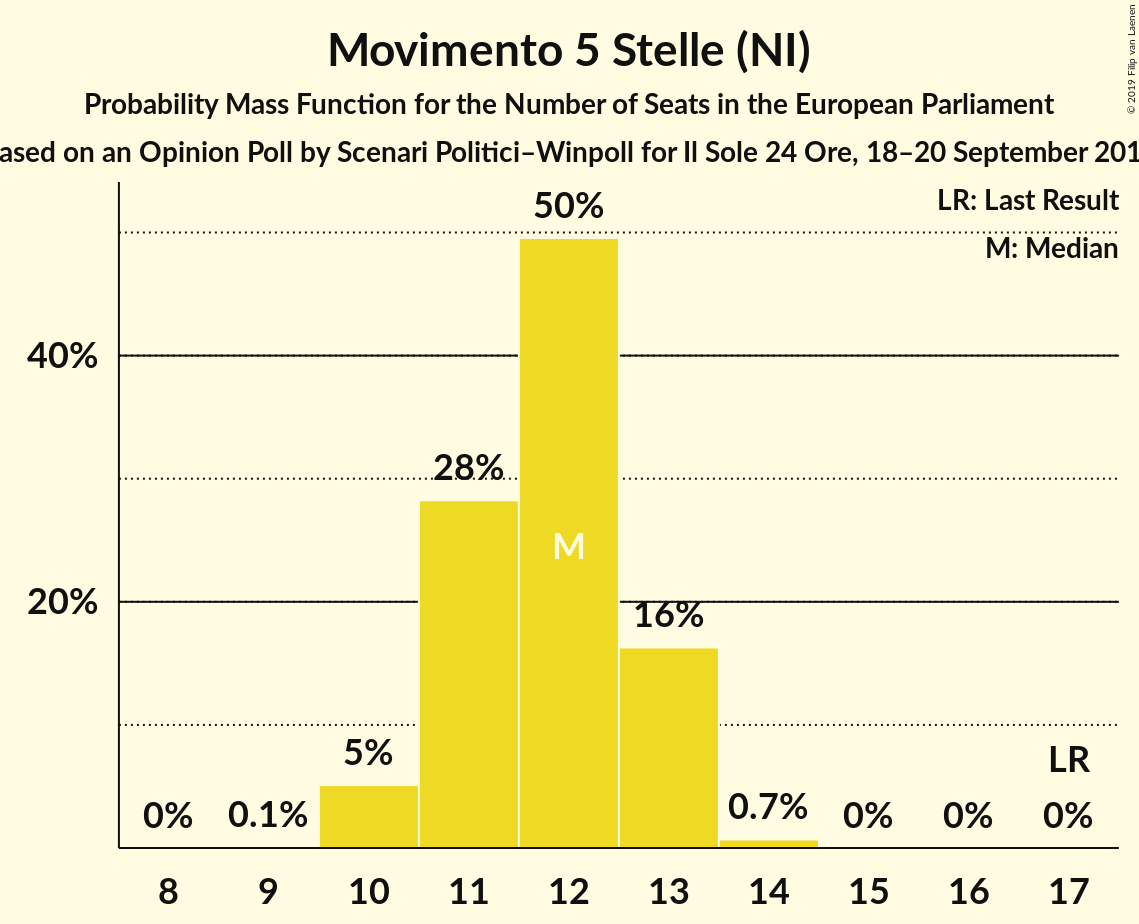 Movimento 5 Stelle (NI)
Probability Mass Function for the Number of Seats in the European Parliament
ased on an Opinion Poll by Scenari Politici–Winpoll for Il Sole 24 Ore, 18–20 September 201
© 2019 Filip van Laenen
LR: Last Result
M: Median
50%
40%
28%
M
20%
16%
5%
LR
0% 0.1% 0.7% 0% 0% 0%
8 9 10 11 12 13 14 15 16 17